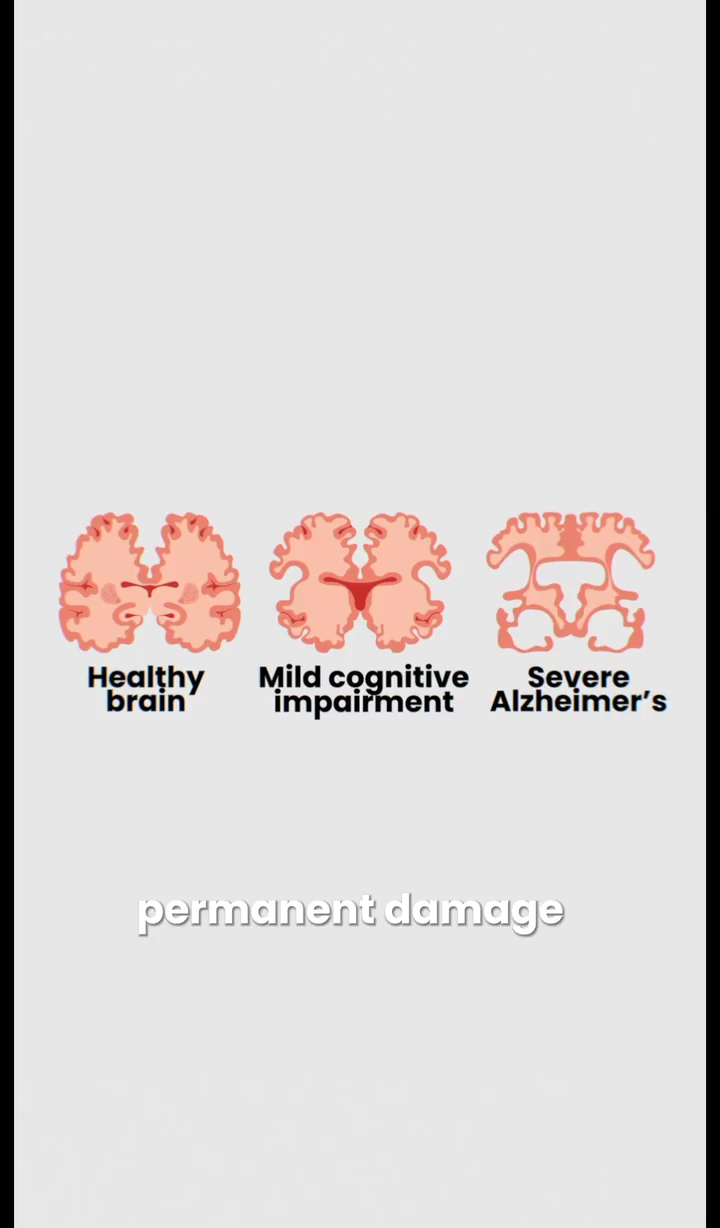 Healthy
brain
Mild cognitive
impairment
Severe
Alzheimer’s
permanent damage